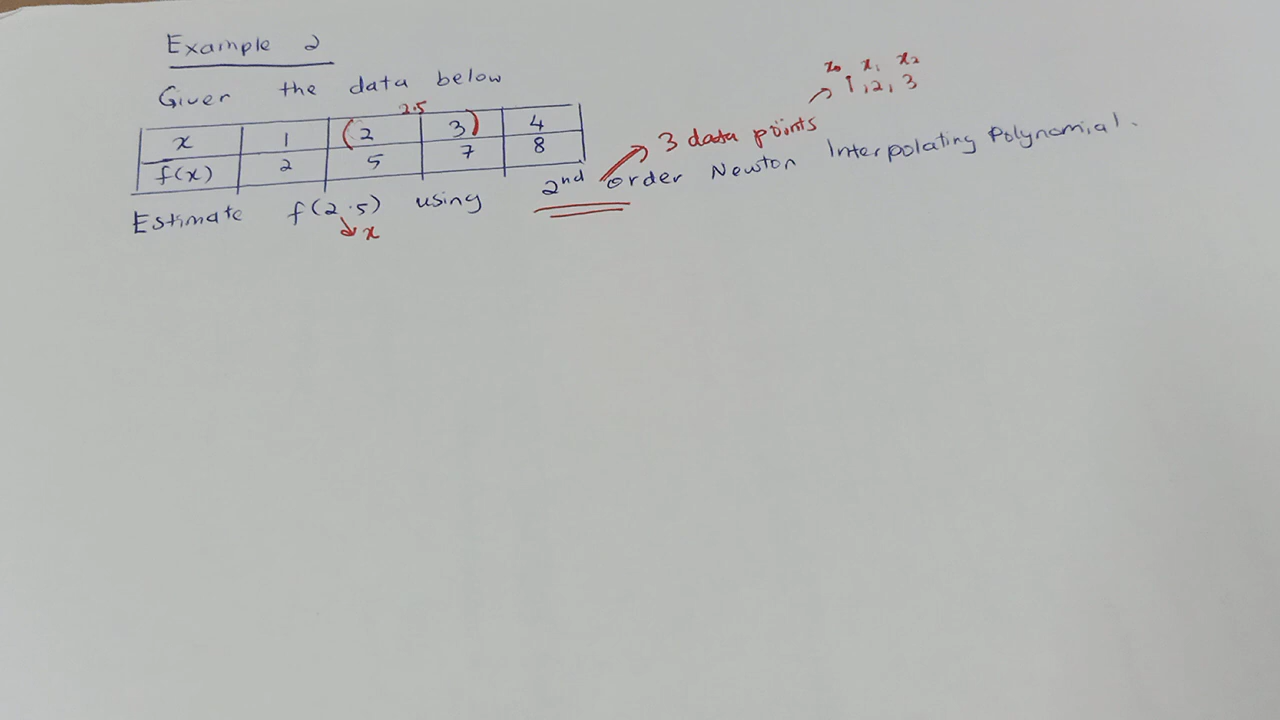 Example 2
Given the data below
x0 x1 x2
1, 2, 3
2.5
x 1 (2 3) 4
f(x) 2 5 7 8
3 data points
Estimate f(2.5) using 2nd order Newton Interpolating Polynomial.
x